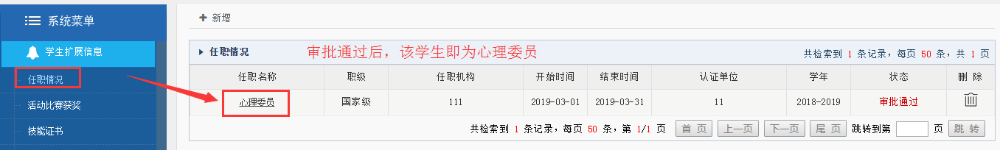 系统菜单
学生扩展信息
任职情况
活动比赛获奖
技能证书
新增
任职情况 审批通过后，该学生即为心理委员 共检索到 1 条记录，每页 50 条，共 1 页
任职名称 职级 任职机构 开始时间 结束时间 认证单位 学年 状态 删 除
心理委员 国家级 111 2019-03-01 2019-03-31 11 2018-2019 审批通过
共检索到 1 条记录，每页 50 条，第 1/1 页 首 页 上一页 下一页 尾 页 跳转到第 页 跳 转